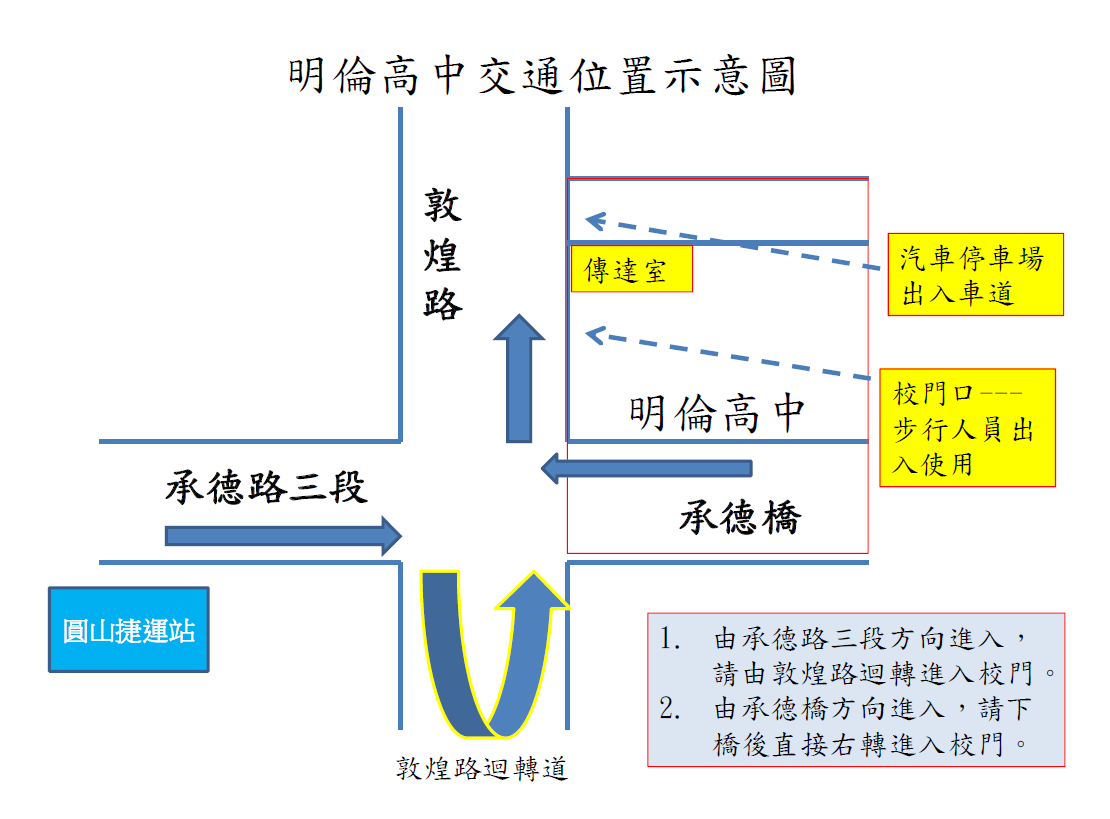 明倫高中交通位置示意圖
敦
煌
路
傳達室
汽車停車場
出入車道
校門口---
步行人員出
入使用
明倫高中
承德路三段
承德橋
圓山捷運站
1. 由承德路三段方向進入，
請由敦煌路迴轉進入校門。
2. 由承德橋方向進入，請下
橋後直接右轉進入校門。
敦煌路迴轉道